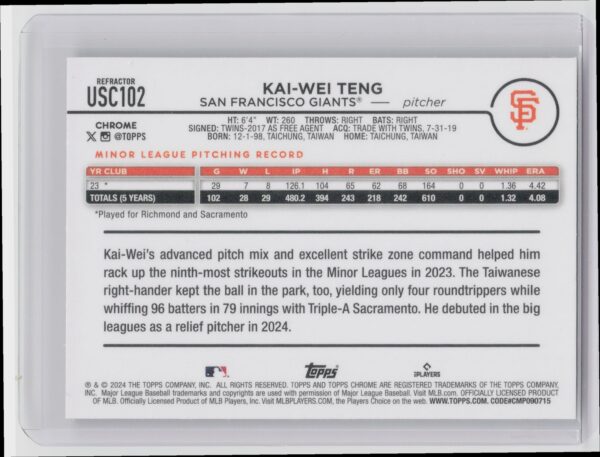 REFRACTOR
USC102
KAI-WEI TENG
SAN FRANCISCO GIANTS® — pitcher
SF
CHROME
X @TOPPS
HT: 6'4" WT: 260 THROWS: RIGHT BATS: RIGHT
SIGNED: TWINS-2017 AS FREE AGENT ACQ: TRADE WITH TWINS, 7-31-19
BORN: 12-1-98, TAICHUNG, TAIWAN HOME: TAICHUNG, TAIWAN
MINOR LEAGUE PITCHING RECORD
YR CLUB G W L IP H R ER BB SO SHO SV WHIP ERA
23 * 29 7 8 126.1 104 65 62 68 164 0 0 1.36 4.42
TOTALS (5 YEARS) 102 28 29 480.2 394 243 218 242 610 0 0 1.32 4.08
*Played for Richmond and Sacramento
Kai-Wei's advanced pitch mix and excellent strike zone command helped him
rack up the ninth-most strikeouts in the Minor Leagues in 2023. The Taiwanese
right-hander kept the ball in the park, too, yielding only four roundtrippers while
whiffing 96 batters in 79 innings with Triple-A Sacramento. He debuted in the big
leagues as a relief pitcher in 2024.
topps
PLAYERS
® & © 2024 THE TOPPS COMPANY, INC. ALL RIGHTS RESERVED. TOPPS AND TOPPS CHROME ARE REGISTERED TRADEMARKS OF THE TOPPS COMPANY,
INC. Major League Baseball trademarks and copyrights are used with permission of Major League Baseball. Visit MLB.com. OFFICIALLY LICENSED PRODUCT
OF MLB. Officially Licensed Product of MLB Players, Inc. Visit MLBPLAYERS.COM, the Players Choice on the web. WWW.TOPPS.COM. CODE#CMP090715